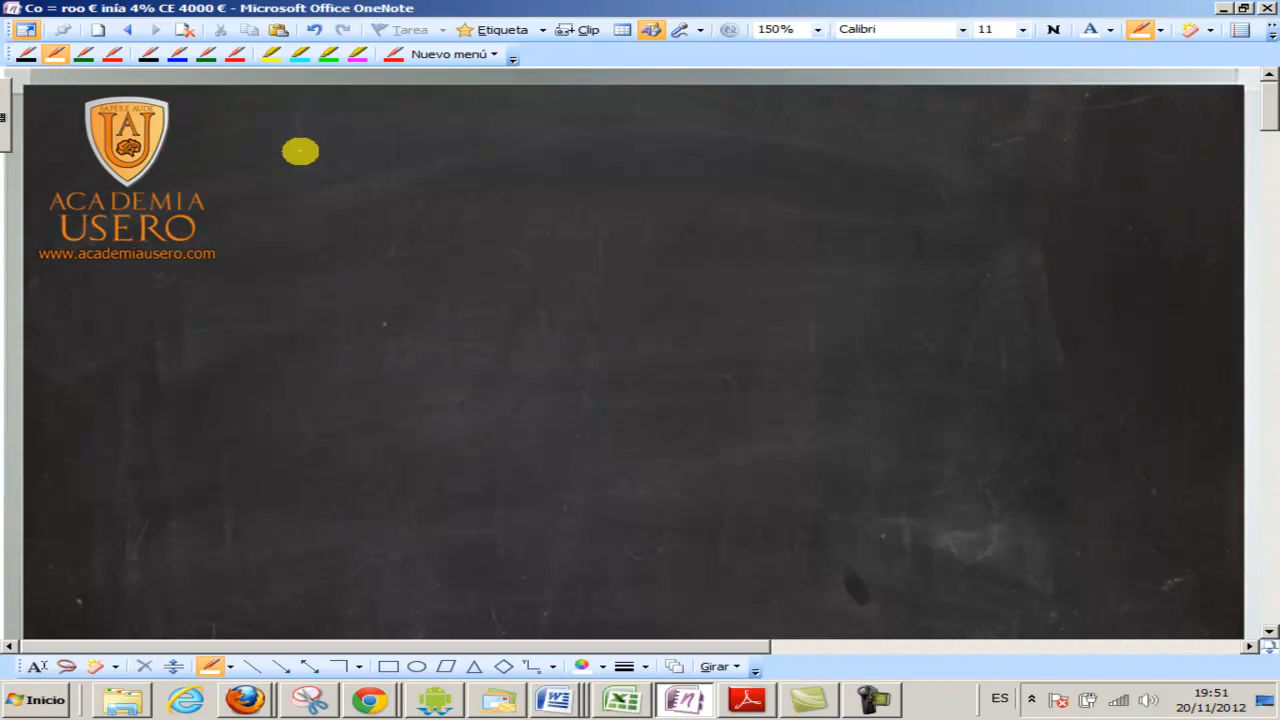 Co = roo € inía 4% CE 4000 € - Microsoft Office OneNote
Tarea Etiqueta Clip 150% Calibri 11 N A
Nuevo menú
SAPERE AUDE
UA
ACADEMIA
USERO
www.academiausero.com
A Girar
Inicio W ES 19:51
20/11/2012